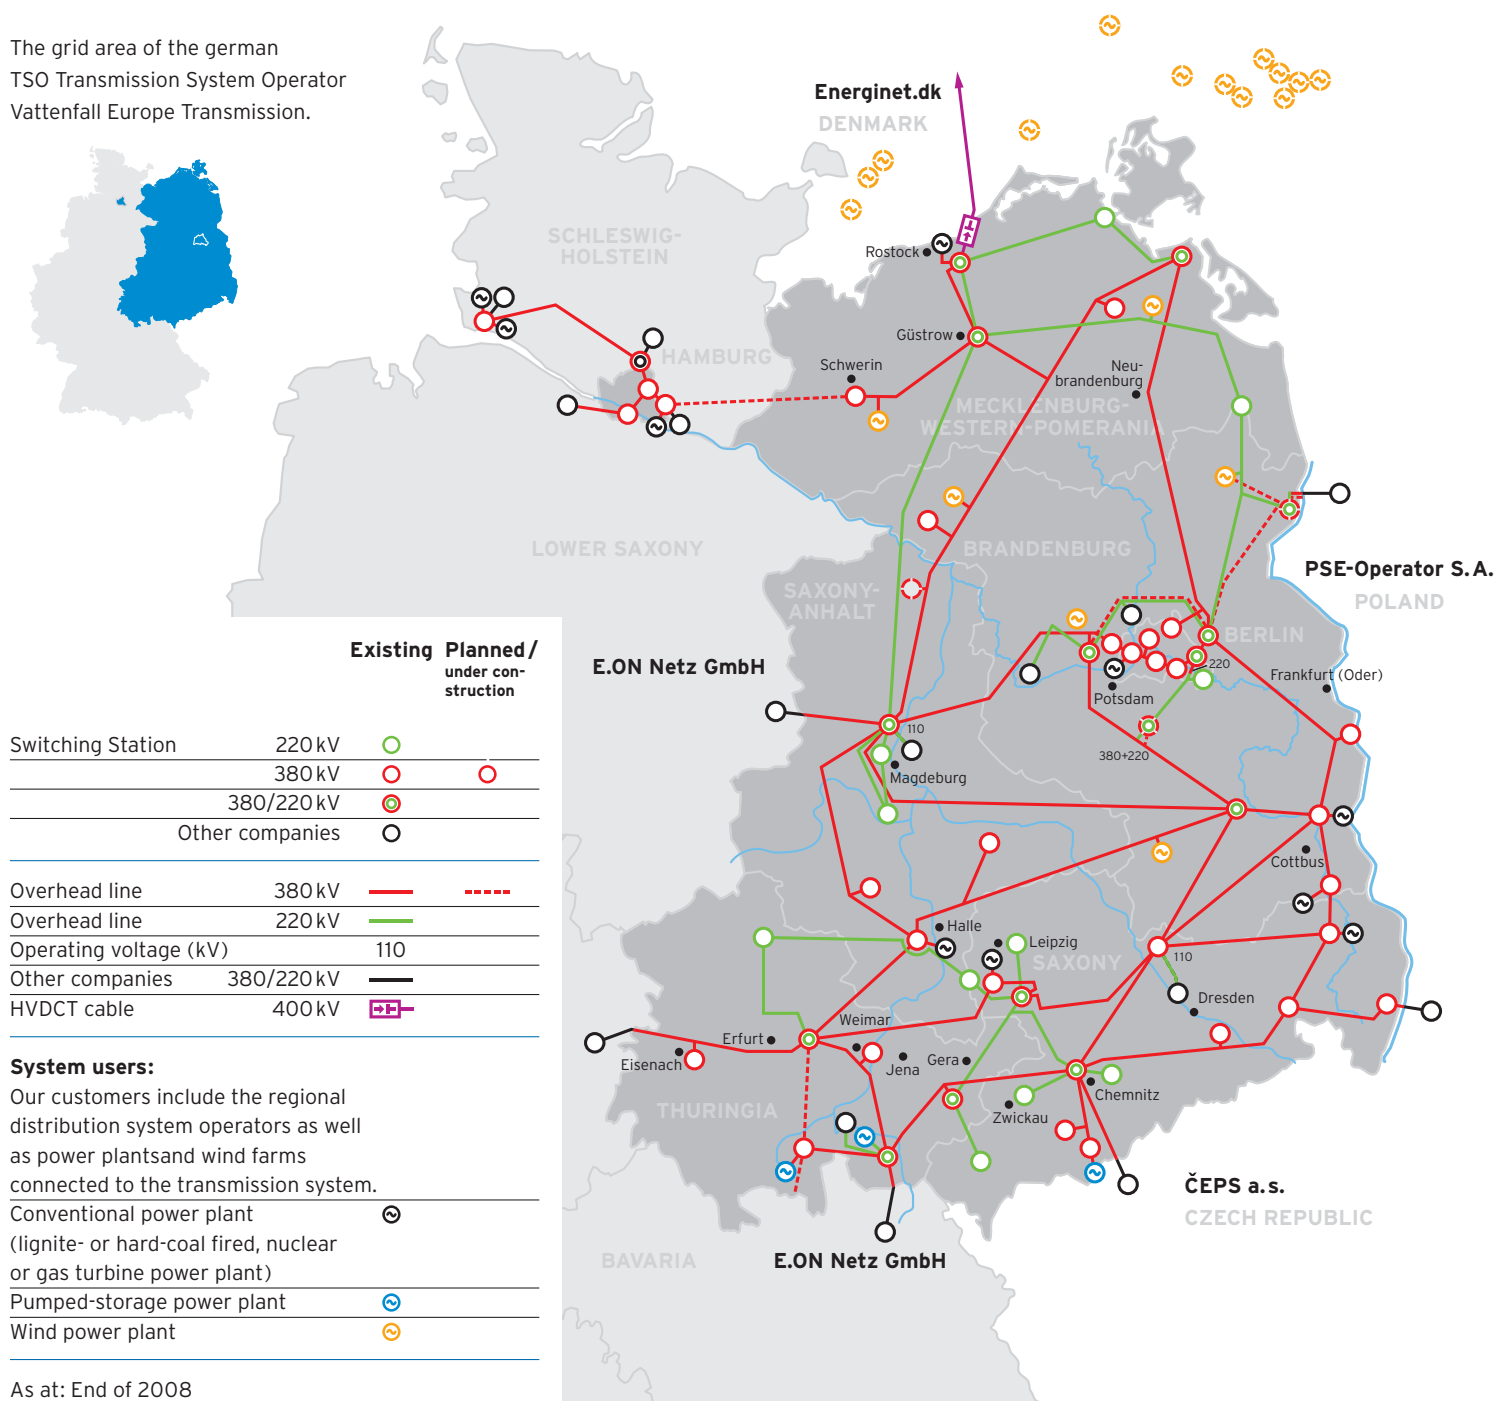 The grid area of the german
TSO Transmission System Operator
Vattenfall Europe Transmission.
Energinet.dk
DENMARK
SCHLESWIG-
HOLSTEIN
Rostock
Güstrow
HAMBURG
Schwerin
Neu-
brandenburg
MECKLENBURG-
WESTERN-POMERANIA
LOWER SAXONY
BRANDENBURG
PSE-Operator S.A.
POLAND
SAXONY-
ANHALT
BERLIN
E.ON Netz GmbH
220
Frankfurt (Oder)
Potsdam
110
380+220
Magdeburg
Cottbus
Halle
Leipzig
SAXONY
110
Dresden
Weimar
Erfurt
Eisenach
Jena
Gera
Chemnitz
Zwickau
THURINGIA
ČEPS a.s.
CZECH REPUBLIC
BAVARIA
E.ON Netz GmbH
Existing Planned/
under con-
struction
Switching Station 220 kV
380 kV
380/220 kV
Other companies
Overhead line 380 kV
Overhead line 220 kV
Operating voltage (kV) 110
Other companies 380/220 kV
HVDCT cable 400 kV
System users:
Our customers include the regional
distribution system operators as well
as power plantsand wind farms
connected to the transmission system.
Conventional power plant
(lignite- or hard-coal fired, nuclear
or gas turbine power plant)
Pumped-storage power plant
Wind power plant
As at: End of 2008